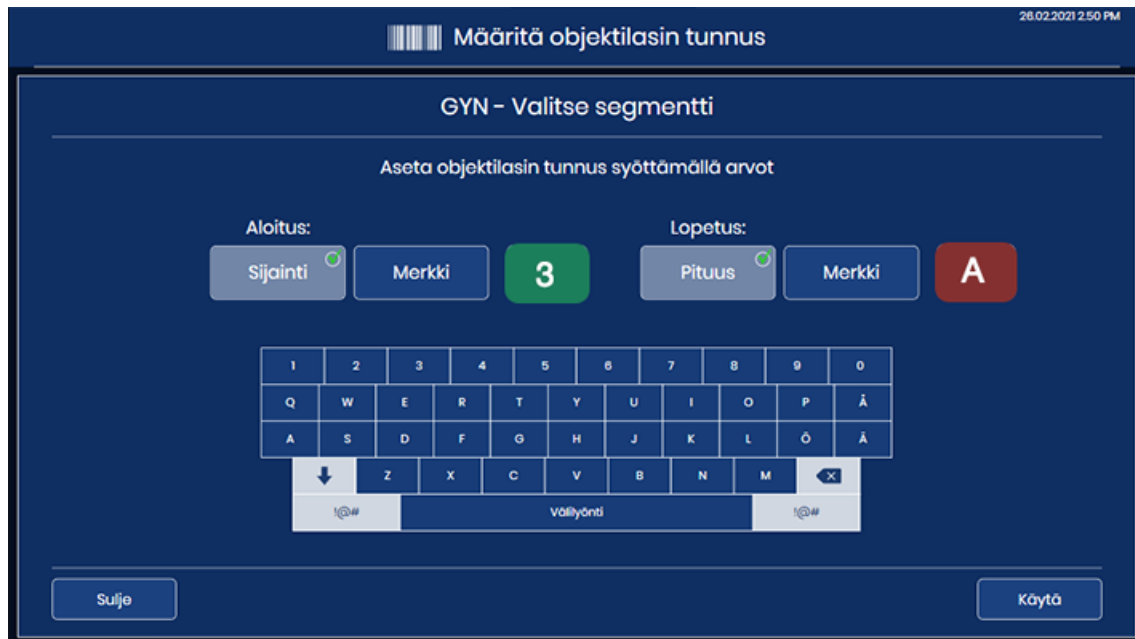 26.02.2021 2.50 PM
Määritä objektilasin tunnus
GYN - Valitse segmentti
Aseta objektilasin tunnus syöttämällä arvot
Aloitus: Lopetus:
Sijainti Merkki 3 Pituus Merkki A
1 2 3 4 5 6 7 8 9 0
Q W E R T Y U I O P Å
A S D F G H J K L Ö Ä
Z X C V B N M
!@# Välilyönti !@#
Sulje Käytä